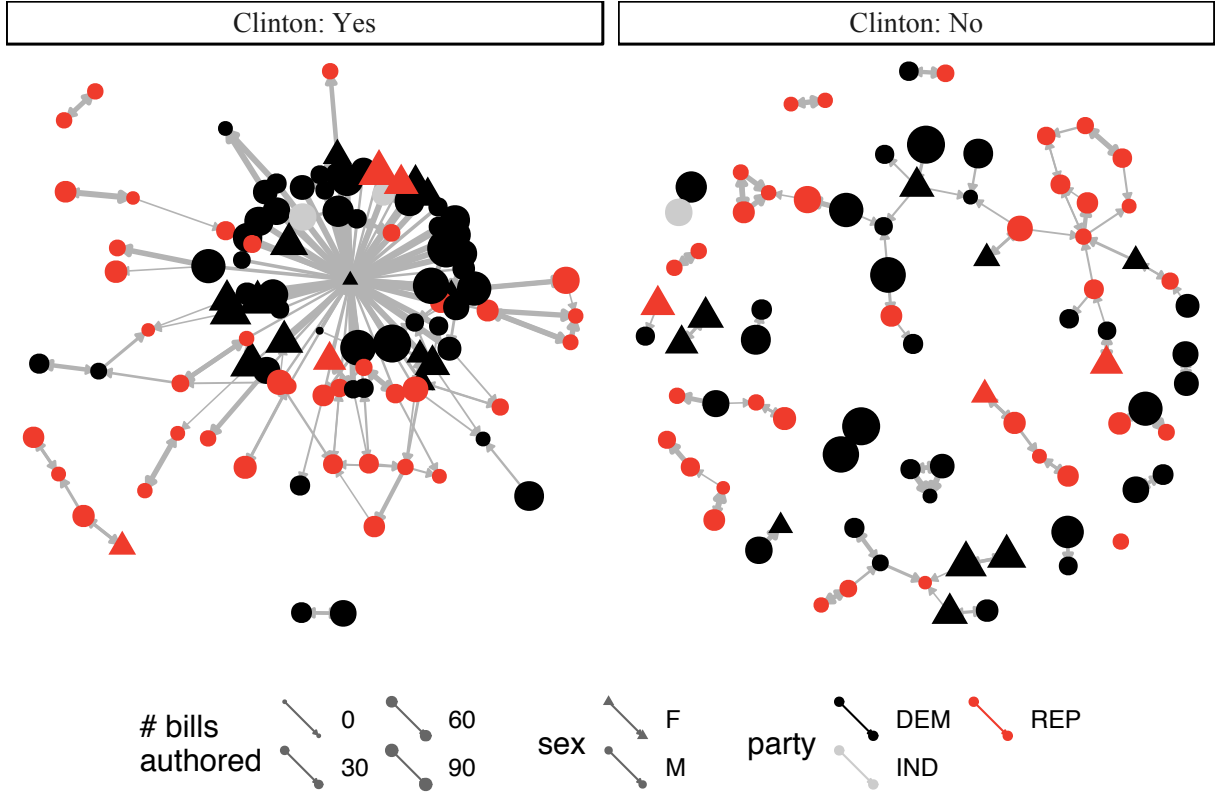 Clinton: Yes
Clinton: No
# bills
authored
0
60
30
90
sex
F
M
party
DEM
REP
IND